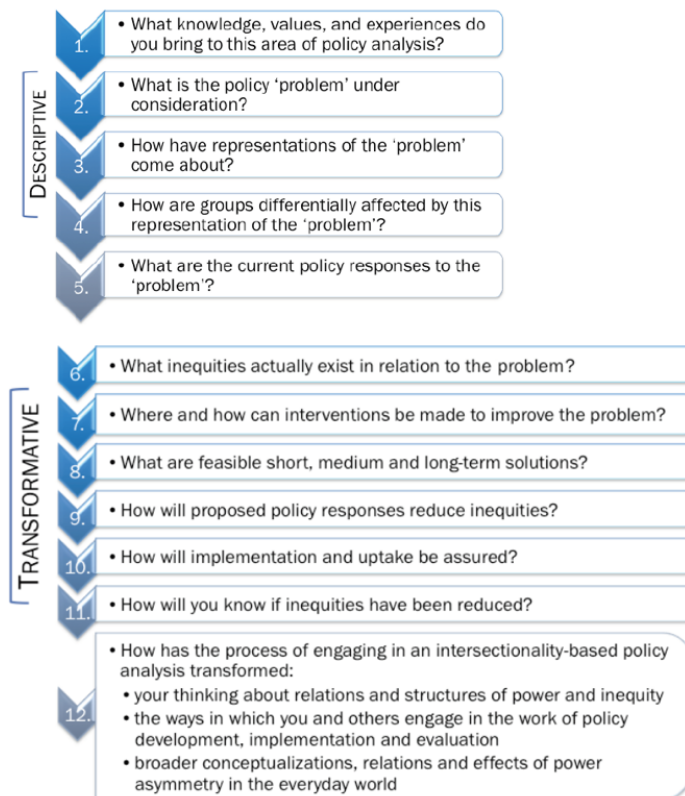 DESCRIPTIVE
1.
• What knowledge, values, and experiences do
you bring to this area of policy analysis?
2.
• What is the policy ‘problem’ under
consideration?
3.
• How have representations of the ‘problem’
come about?
4.
• How are groups differentially affected by this
representation of the ‘problem’?
5.
• What are the current policy responses to the
‘problem’?
TRANSFORMATIVE
6.
• What inequities actually exist in relation to the problem?
7.
• Where and how can interventions be made to improve the problem?
8.
• What are feasible short, medium and long-term solutions?
9.
• How will proposed policy responses reduce inequities?
10.
• How will implementation and uptake be assured?
11.
• How will you know if inequities have been reduced?
12.
• How has the process of engaging in an intersectionality-based policy
analysis transformed:
• your thinking about relations and structures of power and inequity
• the ways in which you and others engage in the work of policy
development, implementation and evaluation
• broader conceptualizations, relations and effects of power
asymmetry in the everyday world